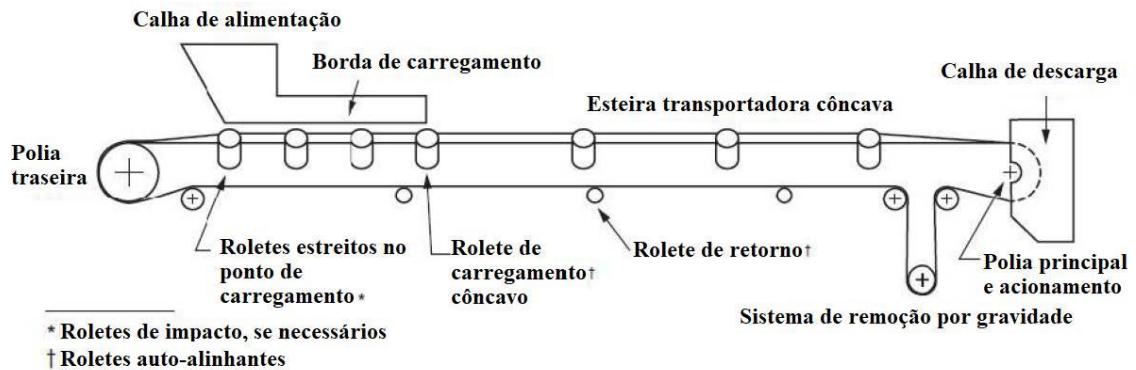 Calha de alimentação
Borda de carregamento
Calha de descarga
Esteira transportadora côncava
Polia
traseira
Roletes estreitos no
ponto de
carregamento *
Rolete de
carregamento†
côncavo
Rolete de retorno†
Polia principal
e acionamento
Sistema de remoção por gravidade
* Roletes de impacto, se necessários
† Roletes auto-alinhantes